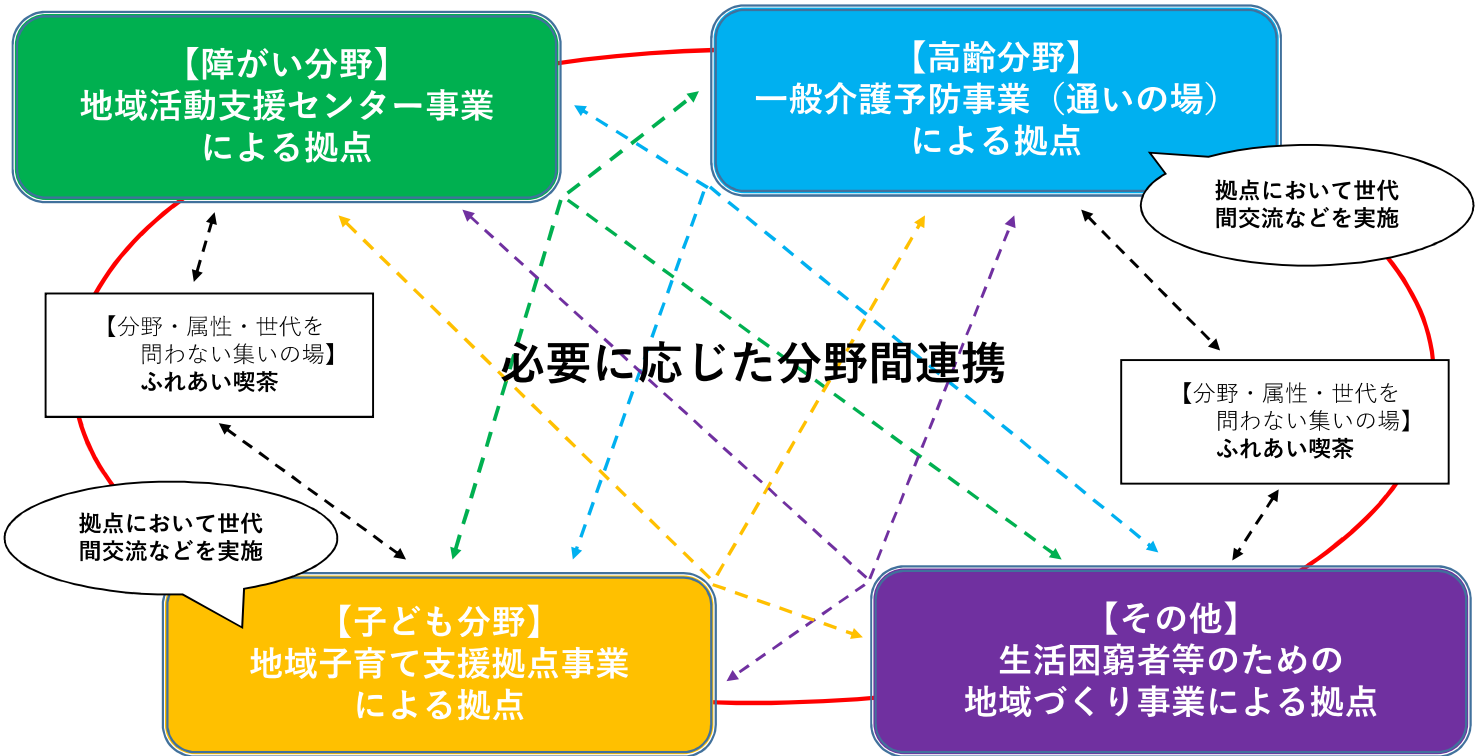 【障がい分野】
地域活動支援センター事業
による拠点
【高齢分野】
一般介護予防事業（通いの場）
による拠点
拠点において世代
間交流などを実施
【分野・属性・世代を
問わない集いの場】
ふれあい喫茶
必要に応じた分野間連携
【分野・属性・世代を
問わない集いの場】
ふれあい喫茶
拠点において世代
間交流などを実施
【子ども分野】
地域子育て支援拠点事業
による拠点
【その他】
生活困窮者等のための
地域づくり事業による拠点